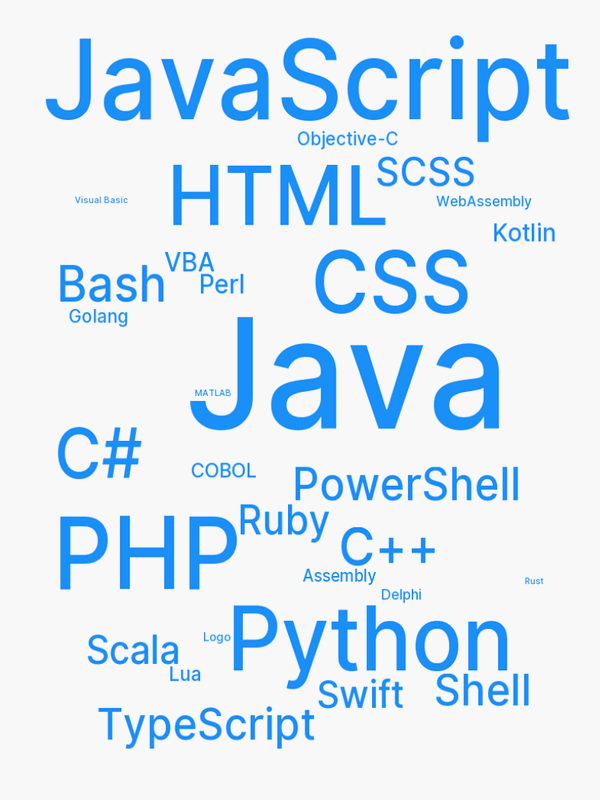 JavaScript
Objective-C
SCSS
HTML
Visual Basic
WebAssembly
Kotlin
VBA
CSS
Bash
Perl
Golang
Java
MATLAB
C#
COBOL
PowerShell
Ruby
PHP
C++
Assembly
Rust
Delphi
Python
Logo
Scala
Lua
Swift
Shell
TypeScript